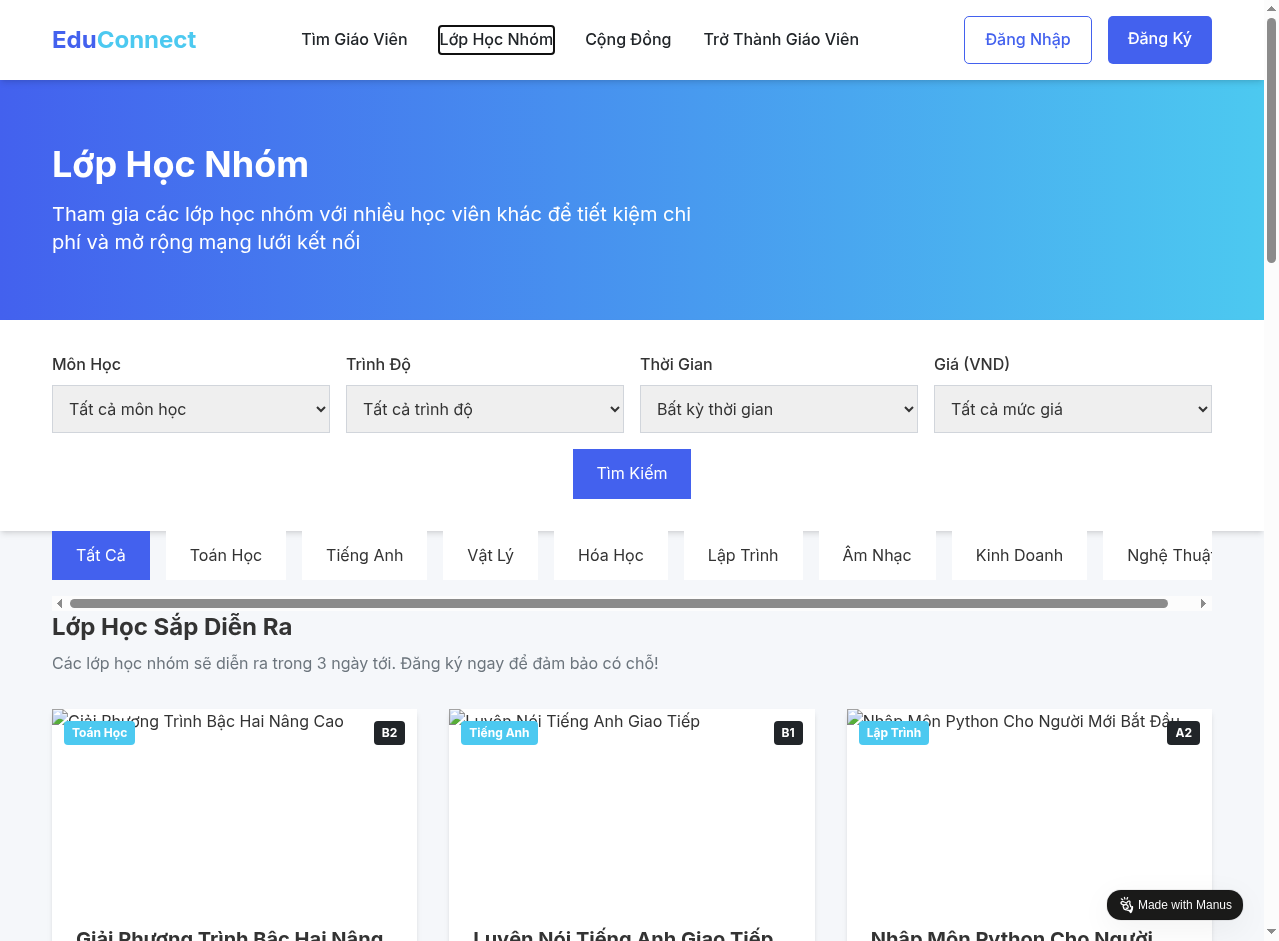 EduConnect
Tìm Giáo Viên
Lớp Học Nhóm
Cộng Đồng
Trở Thành Giáo Viên
Đăng Nhập
Đăng Ký
Lớp Học Nhóm
Tham gia các lớp học nhóm với nhiều học viên khác để tiết kiệm chi
phí và mở rộng mạng lưới kết nối
Môn Học
Trình Độ
Thời Gian
Giá (VND)
Tất cả môn học
Tất cả trình độ
Bất kỳ thời gian
Tất cả mức giá
Tìm Kiếm
Tất Cả
Toán Học
Tiếng Anh
Vật Lý
Hóa Học
Lập Trình
Âm Nhạc
Kinh Doanh
Nghệ Thuật
Lớp Học Sắp Diễn Ra
Các lớp học nhóm sẽ diễn ra trong 3 ngày tới. Đăng ký ngay để đảm bảo có chỗ!
Giải Phương Trình Bậc Hai Nâng Cao
Toán Học
B2
Luyện Nói Tiếng Anh Giao Tiếp
Tiếng Anh
B1
Nhập Môn Python Cho Người Mới Bắt Đầu
Lập Trình
A2
Giải Phương Trình Bậc Hai Nâng
Luyện Nói Tiếng Anh Giao Tiếp
Nhập Môn Python Cho Người
Made with Manus